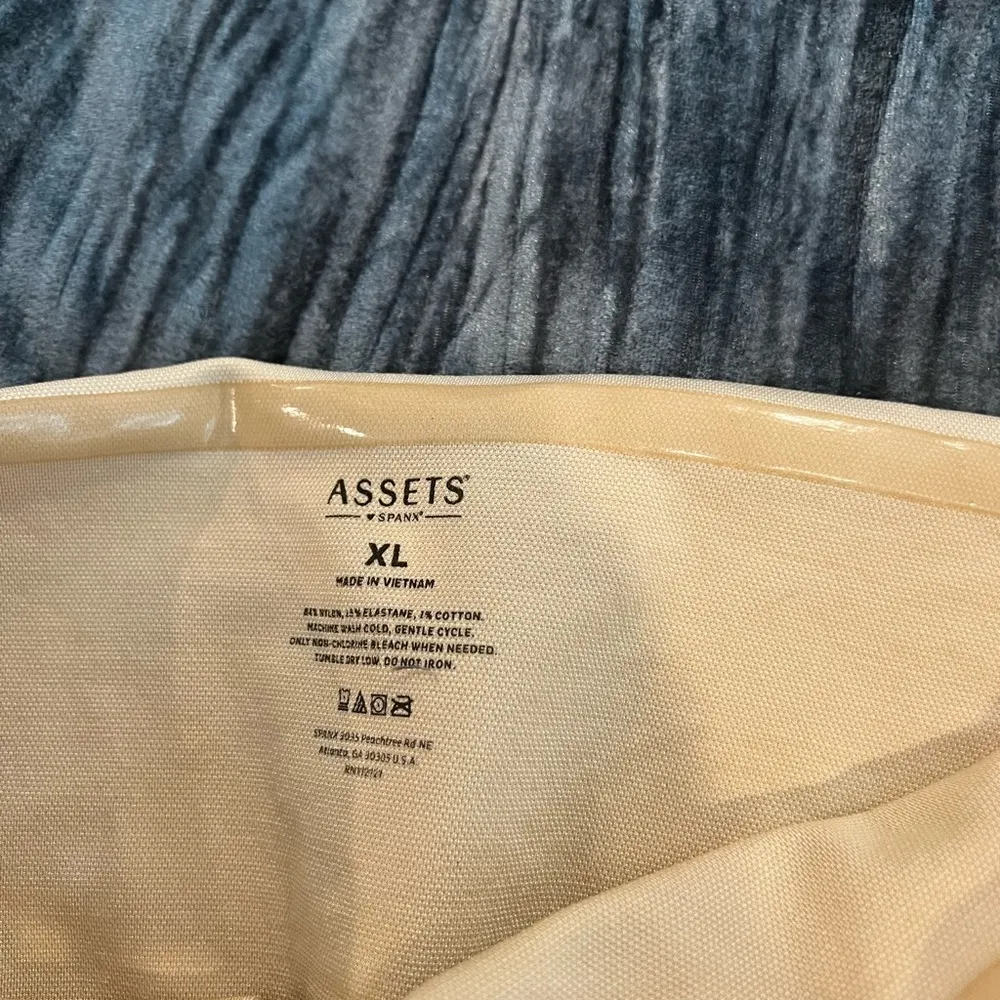 ASSETS®
♥ SPANX®
XL
MADE IN VIETNAM
84% NYLON, 15% ELASTANE, 1% COTTON.
MACHINE WASH COLD, GENTLE CYCLE,
ONLY NON-CHLORINE BLEACH WHEN NEEDED.
TUMBLE DRY LOW. DO NOT IRON.
SPANX 3035 Peachtree Rd NE
Atlanta, GA 30305 U.S.A.
RN112121